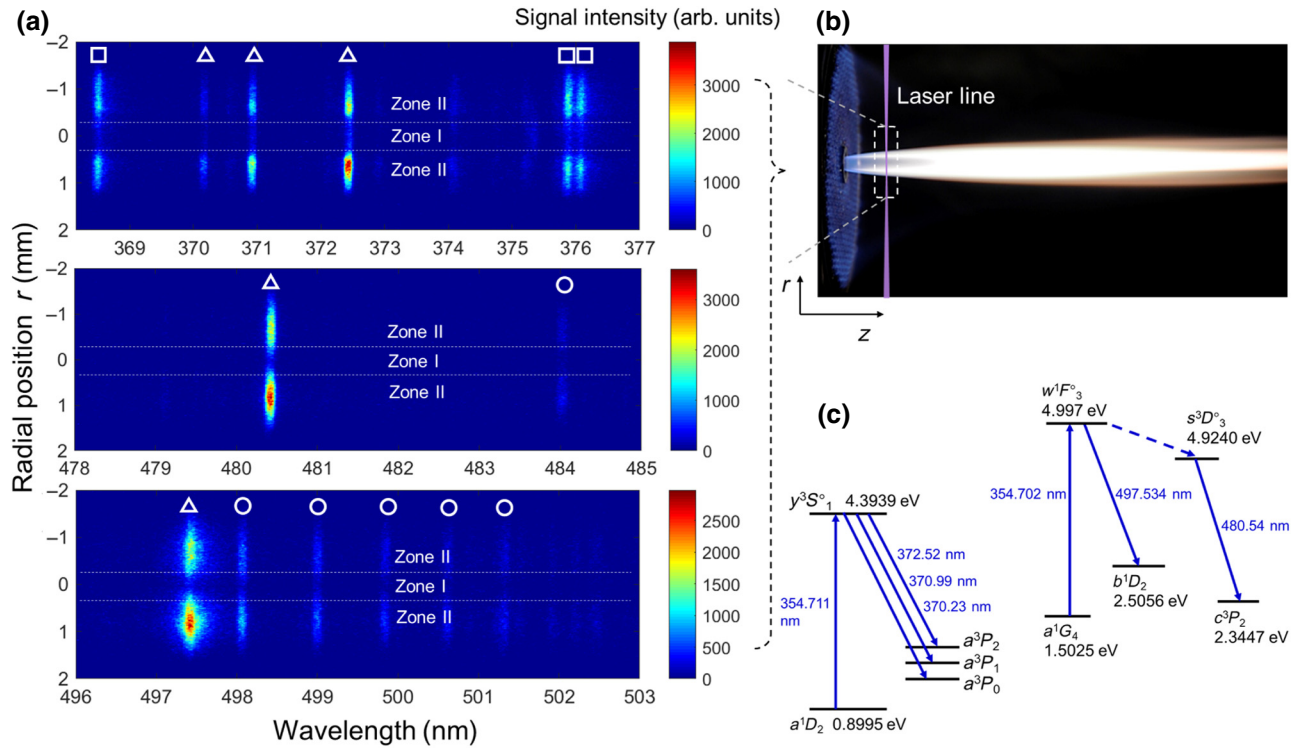 (a)
Signal intensity (arb. units)
(b)
Radial position r (mm)
−2
−1
0
1
2
Zone II
Zone I
Zone II
369 370 371 372 373 374 375 376 377
3000
2000
1000
0
−2
−1
0
1
2
Zone II
Zone I
Zone II
478 479 480 481 482 483 484 485
3000
2000
1000
0
−2
−1
0
1
2
Zone II
Zone I
Zone II
496 497 498 499 500 501 502 503
2500
2000
1500
1000
500
0
Wavelength (nm)
Laser line
r
z
(c)
y³S°₁ 4.3939 eV
354.711
nm
372.52 nm
370.99 nm
370.23 nm
a³P₂
a³P₁
a³P₀
a¹D₂ 0.8995 eV
w¹F°₃
4.997 eV
s³D°₃
4.9240 eV
354.702 nm
497.534 nm
480.54 nm
b¹D₂
2.5056 eV
c³P₂
2.3447 eV
a¹G₄
1.5025 eV